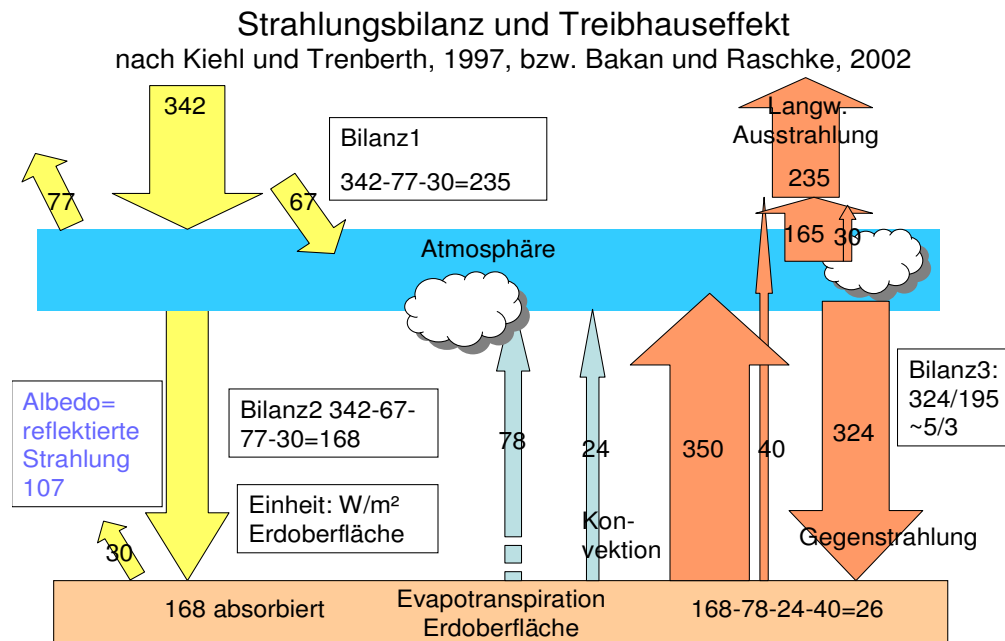 Strahlungsbilanz und Treibhauseffekt
nach Kiehl und Trenberth, 1997, bzw. Bakan und Raschke, 2002
342
77
67
Bilanz1
342-77-30=235
Langw.
Ausstrahlung
235
165
30
Atmosphäre
Albedo=
reflektierte
Strahlung
107
Bilanz2 342-67-
77-30=168
Einheit: W/m²
Erdoberfläche
78
24
Kon-
vektion
350
40
324
Gegenstrahlung
Bilanz3:
324/195
~5/3
30
168 absorbiert
Evapotranspiration
Erdoberfläche
168-78-24-40=26